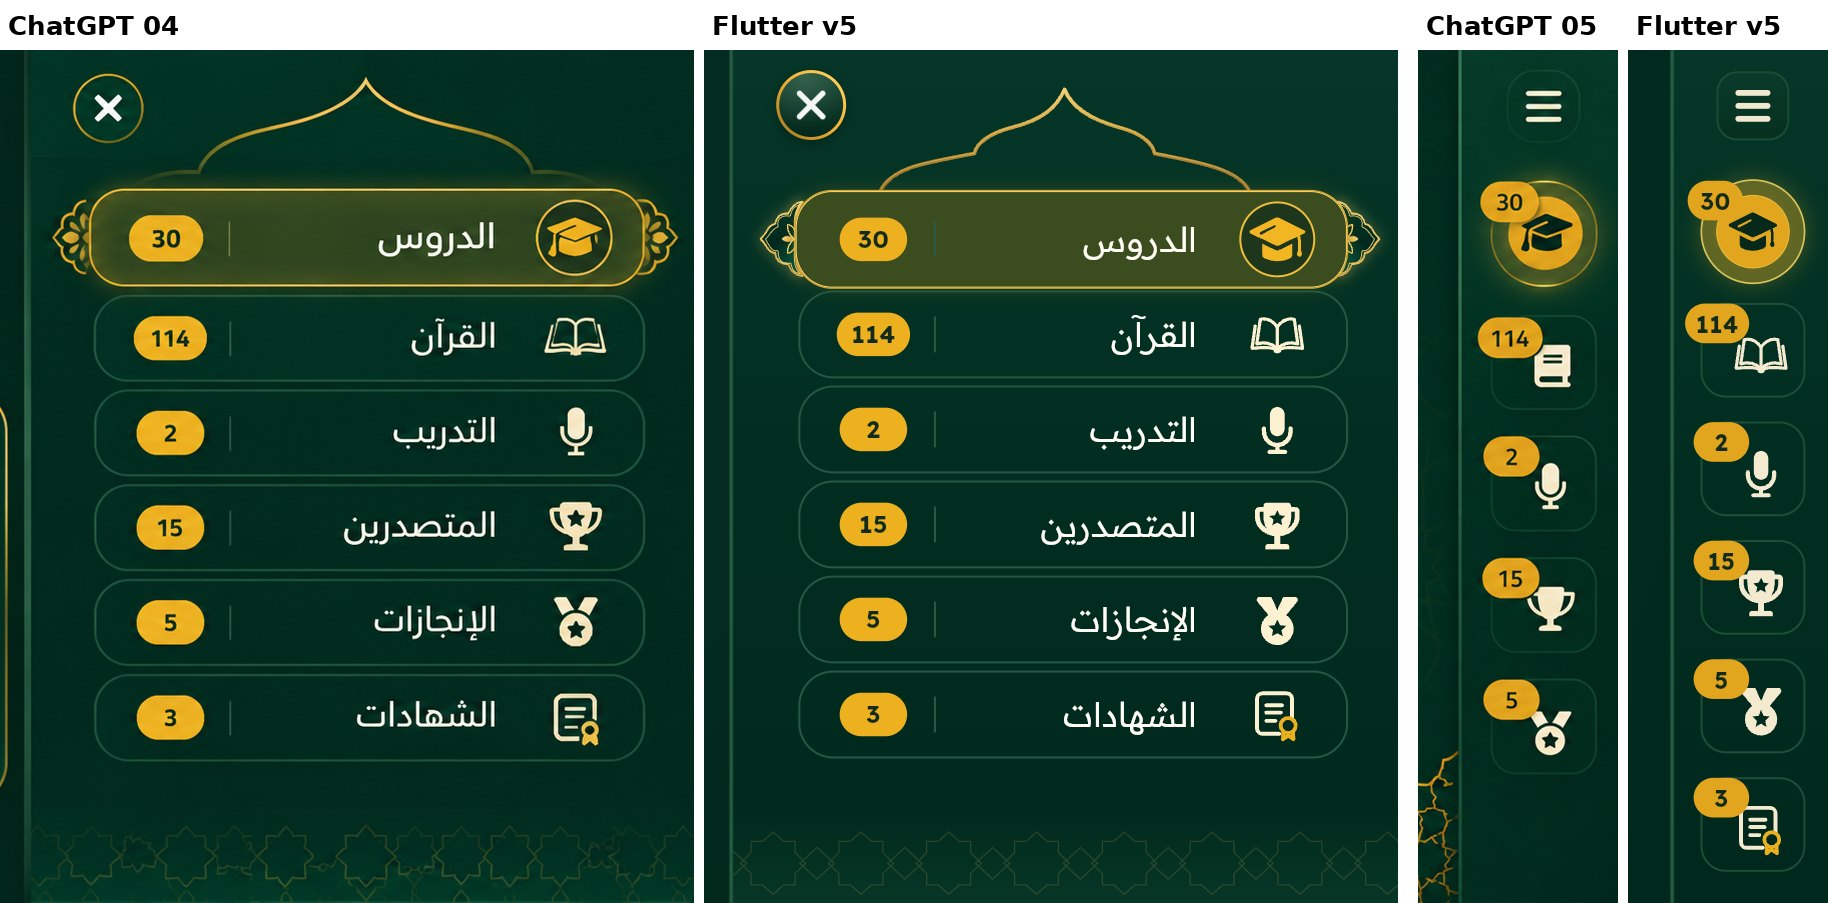 ChatGPT 04
الدروس 30
القرآن 114
التدريب 2
المتصدرين 15
الإنجازات 5
الشهادات 3
Flutter v5
الدروس 30
القرآن 114
التدريب 2
المتصدرين 15
الإنجازات 5
الشهادات 3
ChatGPT 05
30
114
2
15
5
Flutter v5
30
114
2
15
5
3